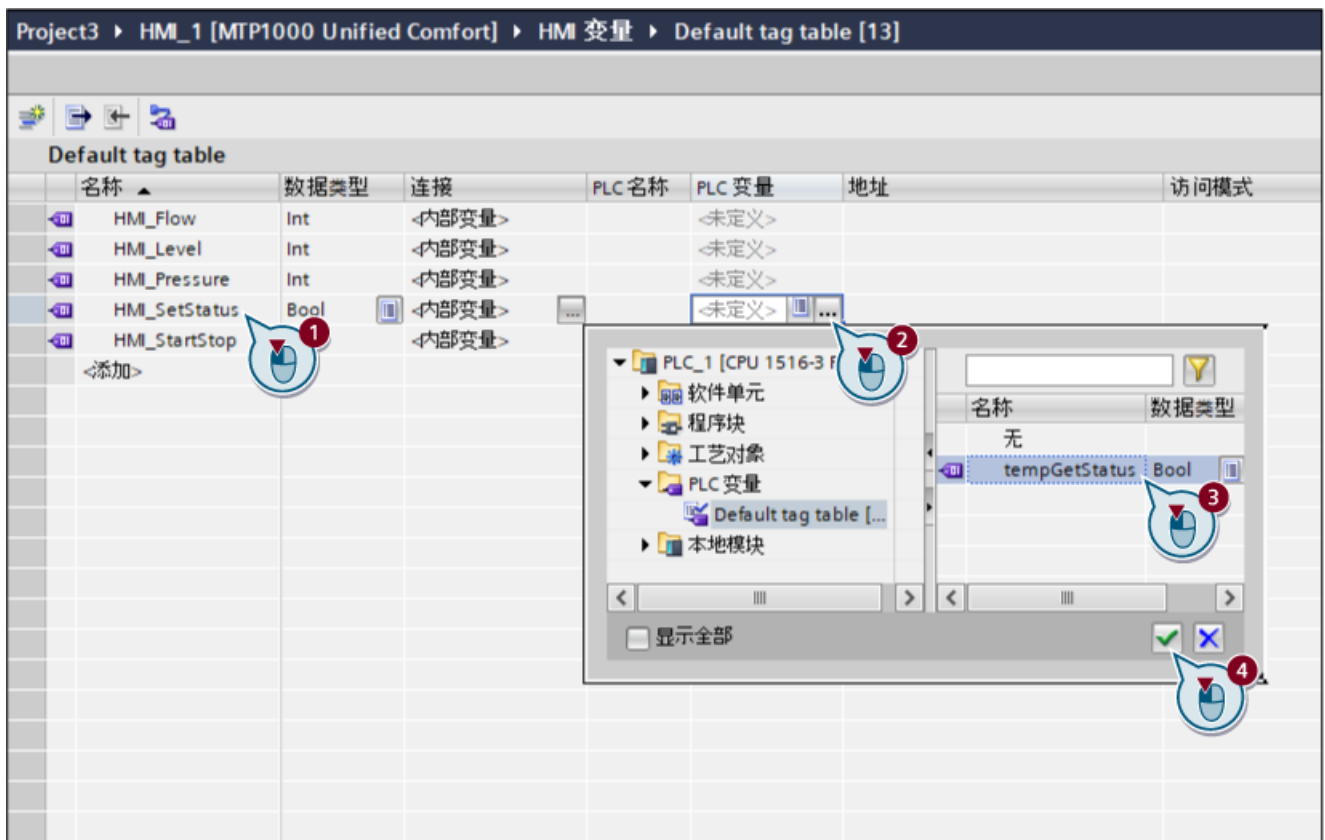 Project3 ▸ HMI_1 [MTP1000 Unified Comfort] ▸ HMI 变量 ▸ Default tag table [13]
Default tag table
名称 数据类型 连接 PLC 名称 PLC 变量 地址 访问模式
HMI_Flow Int <内部变量> <未定义>
HMI_Level Int <内部变量> <未定义>
HMI_Pressure Int <内部变量> <未定义>
HMI_SetStatus Bool <内部变量> ... <未定义> ...
HMI_StartStop <内部变量>
<添加>
1
2
PLC_1 [CPU 1516-3
软件单元
程序块
工艺对象
PLC 变量
Default tag table [...
本地模块
名称 数据类型
无
tempGetStatus Bool
3
显示全部
4